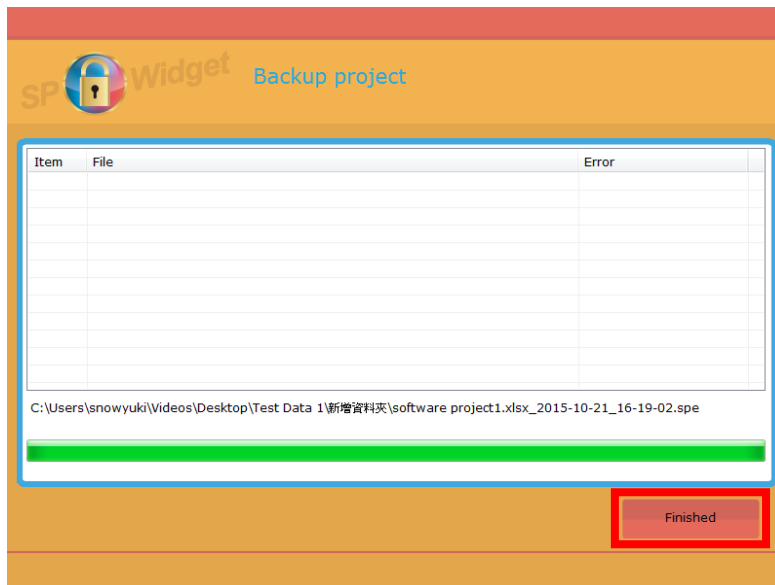 SP Widget
Backup project
Item File Error
C:\Users\snowyuki\Videos\Desktop\Test Data 1\新增資料夾\software project1.xlsx_2015-10-21_16-19-02.spe
Finished